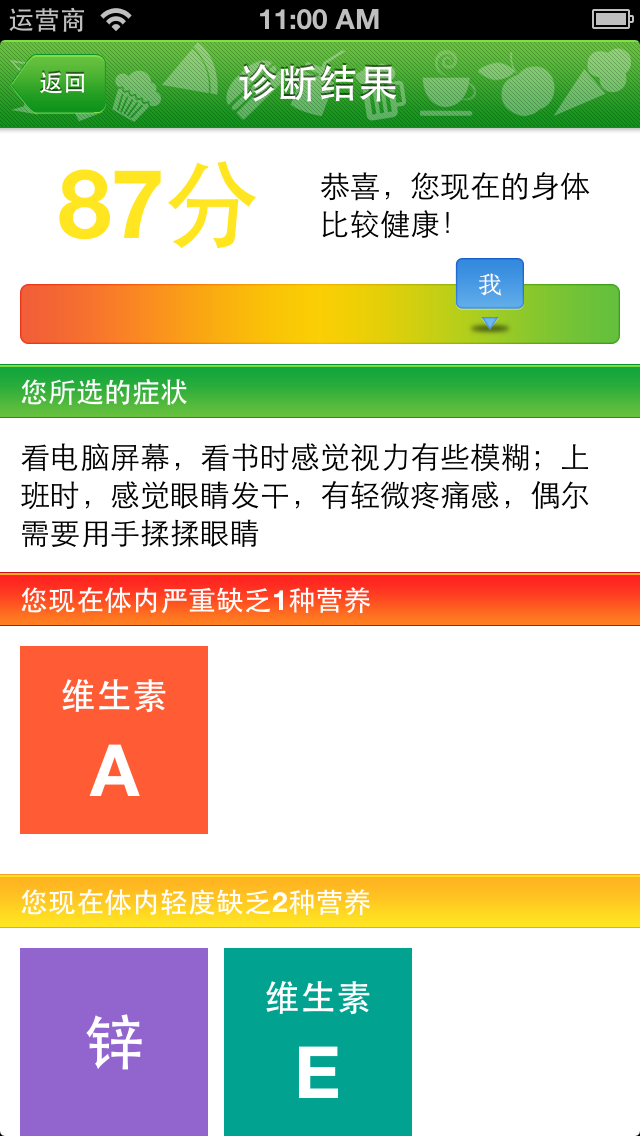 运营商
11:00 AM
返回
诊断结果
87分
恭喜，您现在的身体
比较健康！
我
您所选的症状
看电脑屏幕，看书时感觉视力有些模糊；上
班时，感觉眼睛发干，有轻微疼痛感，偶尔
需要用手揉揉眼睛
您现在体内严重缺乏1种营养
维生素
A
您现在体内轻度缺乏2种营养
锌
维生素
E